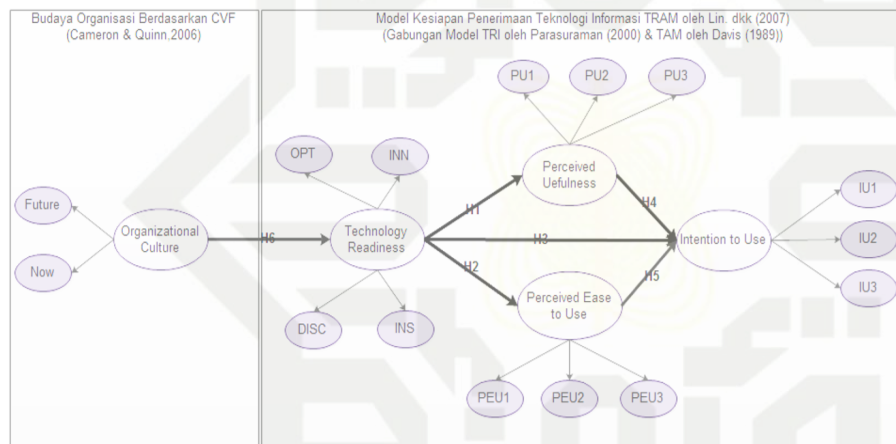 Budaya Organisasi Berdasarkan CVF
(Cameron & Quinn,2006)
Model Kesiapan Penerimaan Teknologi Informasi TRAM oleh Lin. dkk (2007)
(Gabungan Model TRI oleh Parasuraman (2000) & TAM oleh Davis (1989))
PU1
PU2
PU3
OPT
INN
Perceived
Uefulness
Future
Now
Organizational
Culture
H6
Technology
Readiness
H1
H2
H3
H4
H5
Intention to Use
IU1
IU2
IU3
DISC
INS
Perceived Ease
to Use
PEU1
PEU2
PEU3